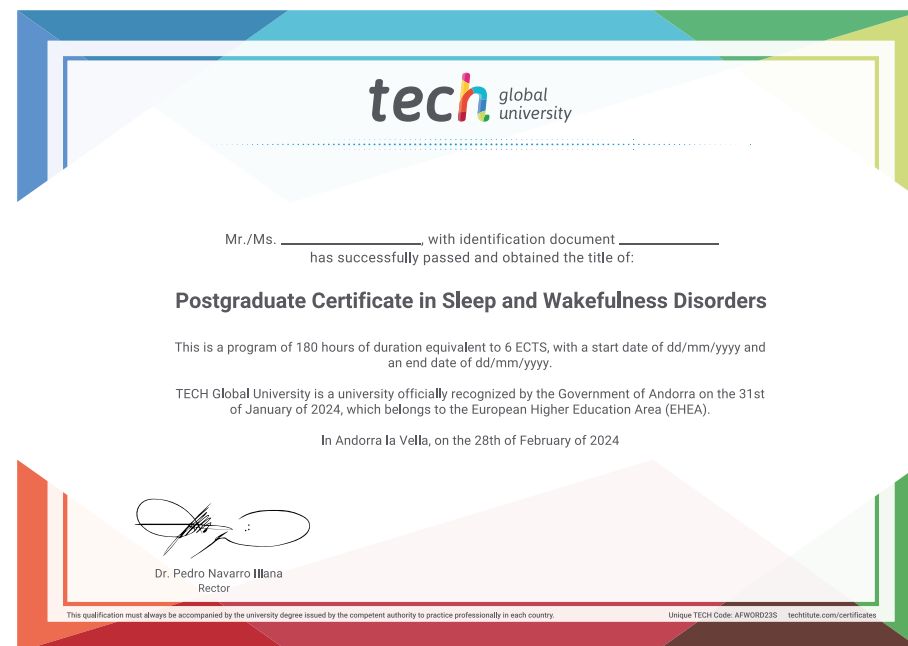 tech global
university
Mr./Ms. ____________, with identification document ____________
has successfully passed and obtained the title of:
Postgraduate Certificate in Sleep and Wakefulness Disorders
This is a program of 180 hours of duration equivalent to 6 ECTS, with a start date of dd/mm/yyyy and
an end date of dd/mm/yyyy.
TECH Global University is a university officially recognized by the Government of Andorra on the 31st
of January of 2024, which belongs to the European Higher Education Area (EHEA).
In Andorra la Vella, on the 28th of February of 2024
Dr. Pedro Navarro Illana
Rector
This qualification must always be accompanied by the university degree issued by the competent authority to practice professionally in each country.
Unique TECH Code: AFWORD23S techtitute.com/certificates